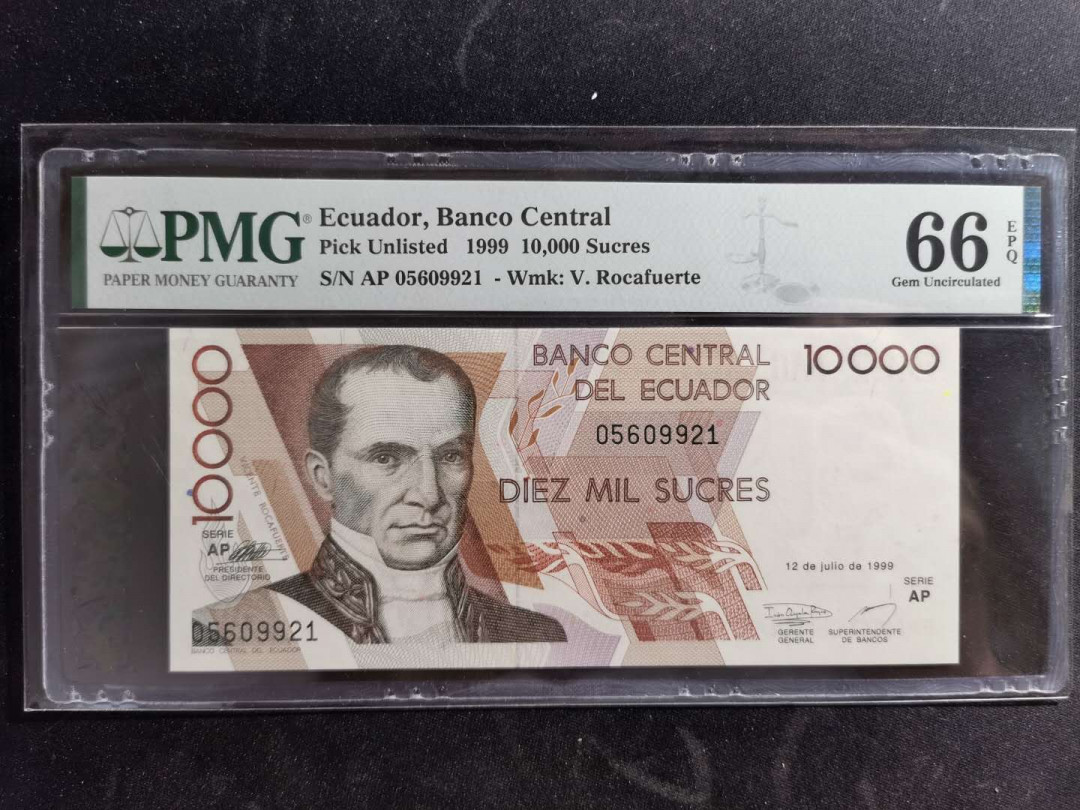 PMG®
PAPER MONEY GUARANTY
Ecuador, Banco Central
Pick Unlisted 1999 10,000 Sucres
S/N AP 05609921 - Wmk: V. Rocafuerte
66
EPQ
Gem Uncirculated
10000
BANCO CENTRAL
DEL ECUADOR
10000
05609921
DIEZ MIL SUCRES
VICENTE ROCAFUERTE
SERIE
AP
PRESIDENTE
DEL DIRECTORIO
05609921
BANCO CENTRAL DEL ECUADOR
12 de julio de 1999
SERIE
AP
GERENTE
GENERAL
SUPERINTENDENTE
DE BANCOS